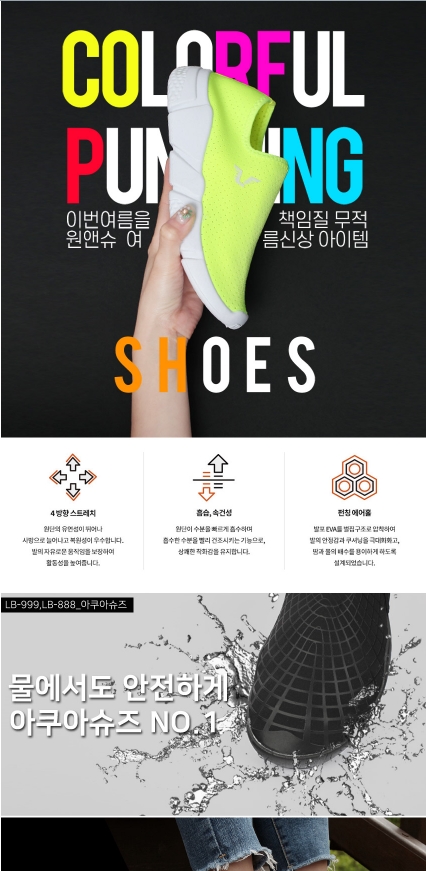 COLORFUL
PUN ING
이번여름을 책임질 무적
원앤슈 여 름신상 아이템
SHOES
4 방향 스트레치
흡습, 속건성
펀칭 에어홀
원단의 유연성이 뛰어나
사방으로 늘어나고 복원성이 우수합니다.
발의 자유로운 움직임을 보장하여
활동성을 높여줍니다.
원단이 수분을 빠르게 흡수하며
흡수한 수분을 빨리 건조시키는 기능으로,
상쾌한 착화감을 유지합니다.
발포 EVA를 벌집구조로 압착하여
발의 안정감과 쿠셔닝을 극대화하고,
땀과 물의 배수를 용이하게 하도록
설계되었습니다.
LB-999,LB-888_아쿠아슈즈
물에서도 안전하게
아쿠아슈즈 NO.1